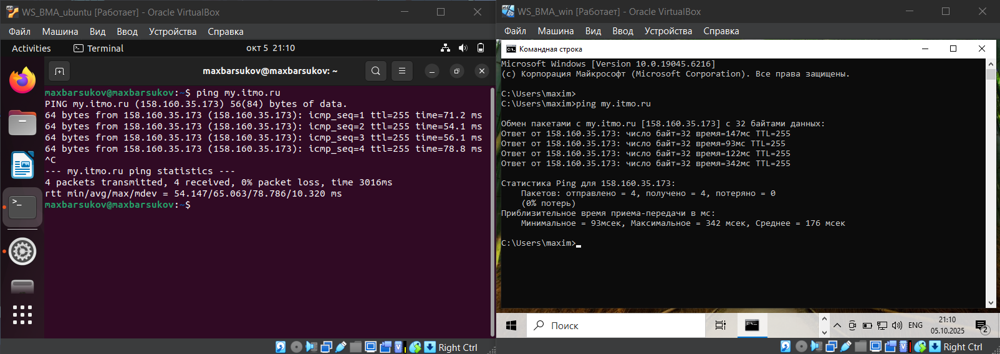 WS_BMA_ubuntu [Работает] - Oracle VirtualBox
Файл Машина Вид Ввод Устройства Справка
Activities Terminal окт 5 21:10
maxbarsukov@maxbarsukov: ~
maxbarsukov@maxbarsukov:~$ ping my.itmo.ru
PING my.itmo.ru (158.160.35.173) 56(84) bytes of data.
64 bytes from 158.160.35.173 (158.160.35.173): icmp_seq=1 ttl=255 time=71.2 ms
64 bytes from 158.160.35.173 (158.160.35.173): icmp_seq=2 ttl=255 time=54.1 ms
64 bytes from 158.160.35.173 (158.160.35.173): icmp_seq=3 ttl=255 time=56.1 ms
64 bytes from 158.160.35.173 (158.160.35.173): icmp_seq=4 ttl=255 time=78.8 ms
^C
--- my.itmo.ru ping statistics ---
4 packets transmitted, 4 received, 0% packet loss, time 3016ms
rtt min/avg/max/mdev = 54.147/65.063/78.786/10.320 ms
maxbarsukov@maxbarsukov:~$
Right Ctrl
WS_BMA_win [Работает] - Oracle VirtualBox
Файл Машина Вид Ввод Устройства Справка
Командная строка
Microsoft Windows [Version 10.0.19045.6216]
(c) Корпорация Майкрософт (Microsoft Corporation). Все права защищены.
C:\Users\maxim>
C:\Users\maxim>ping my.itmo.ru
Обмен пакетами с my.itmo.ru [158.160.35.173] с 32 байтами данных:
Ответ от 158.160.35.173: число байт=32 время=147мс TTL=255
Ответ от 158.160.35.173: число байт=32 время=93мс TTL=255
Ответ от 158.160.35.173: число байт=32 время=122мс TTL=255
Ответ от 158.160.35.173: число байт=32 время=342мс TTL=255
Статистика Ping для 158.160.35.173:
Пакетов: отправлено = 4, получено = 4, потеряно = 0
(0% потерь)
Приблизительное время приема-передачи в мс:
Минимальное = 93мсек, Максимальное = 342 мсек, Среднее = 176 мсек
C:\Users\maxim>
Поиск
ENG
21:10
05.10.2025
2
Right Ctrl